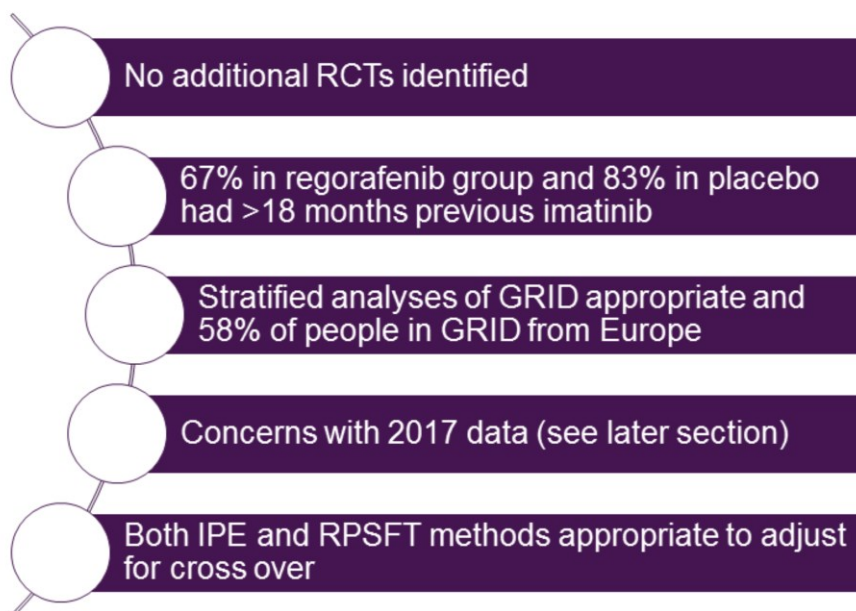 No additional RCTs identified
67% in regorafenib group and 83% in placebo
had >18 months previous imatinib
Stratified analyses of GRID appropriate and
58% of people in GRID from Europe
Concerns with 2017 data (see later section)
Both IPE and RPSFT methods appropriate to adjust
for cross over